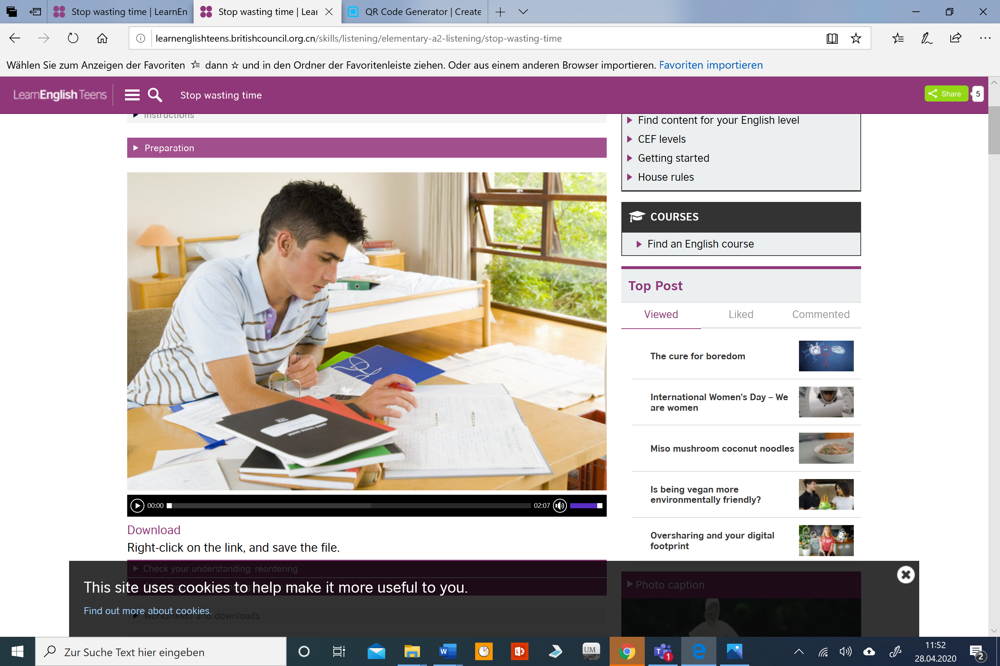 Stop wasting time | LearnEn
Stop wasting time | Lear
QR Code Generator | Create
learnenglishteens.britishcouncil.org.cn/skills/listening/elementary-a2-listening/stop-wasting-time
Wählen Sie zum Anzeigen der Favoriten dann und in den Ordner der Favoritenleiste ziehen. Oder aus einem anderen Browser importieren. Favoriten importieren
LearnEnglish Teens
Stop wasting time
Share
5
Instructions
Preparation
HARD COVER BOOK
00:00
02:07
Download
Right-click on the link, and save the file.
Check your understanding: reordering
Find content for your English level
CEF levels
Getting started
House rules
COURSES
Find an English course
Top Post
Viewed Liked Commented
The cure for boredom
International Women's Day – We
are women
Miso mushroom coconut noodles
Is being vegan more
environmentally friendly?
Oversharing and your digital
footprint
Photo caption
This site uses cookies to help make it more useful to you.
Find out more about cookies.
Worksheets and downloads
Zur Suche Text hier eingeben
W
UM
T
1
11:52
28.04.2020
2